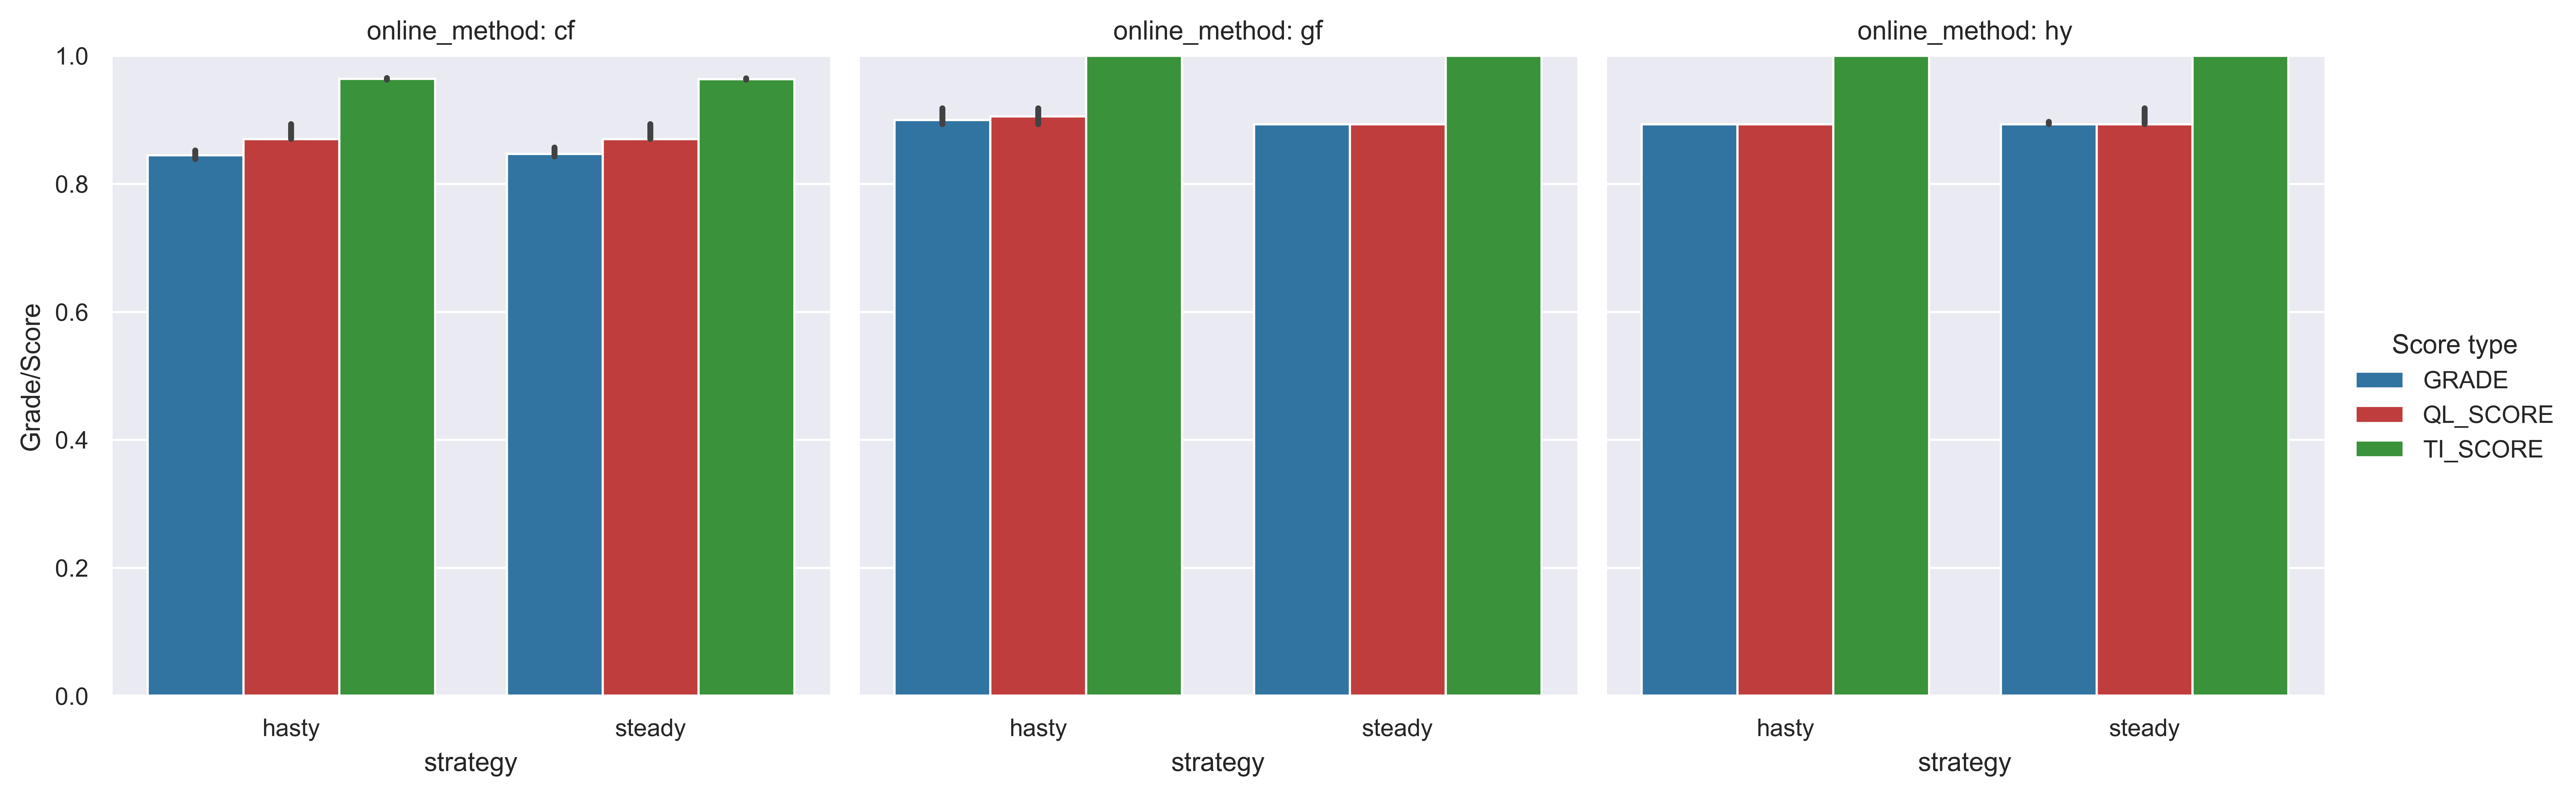 online_method: cf
online_method: gf
online_method: hy
1.0
0.8
0.6
0.4
0.2
0.0
Grade/Score
hasty
steady
hasty
steady
hasty
steady
strategy
strategy
strategy
Score type
GRADE
QL_SCORE
TI_SCORE